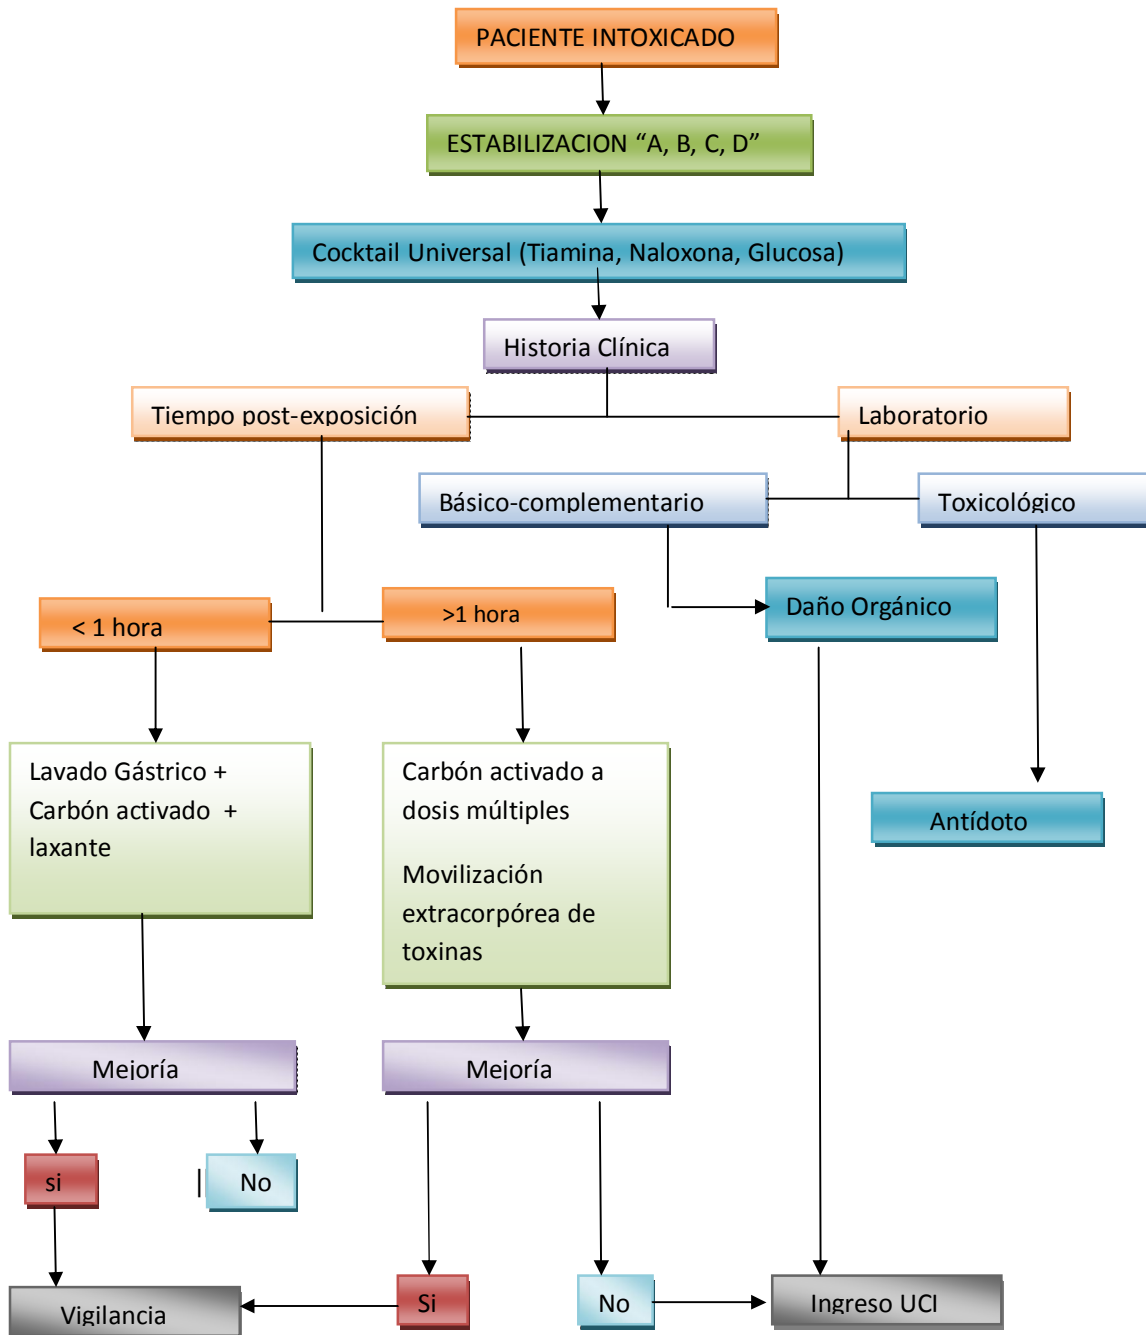 PACIENTE INTOXICADO
ESTABILIZACION “A, B, C, D”
Cocktail Universal (Tiamina, Naloxona, Glucosa)
Historia Clínica
Tiempo post-exposición
Laboratorio
Básico-complementario
Toxicológico
< 1 hora
>1 hora
Daño Orgánico
Lavado Gástrico +
Carbón activado +
laxante
Carbón activado a
dosis múltiples
Movilización
extracorpórea de
toxinas
Antídoto
Mejoría
Mejoría
si
No
Vigilancia
Si
No
Ingreso UCI